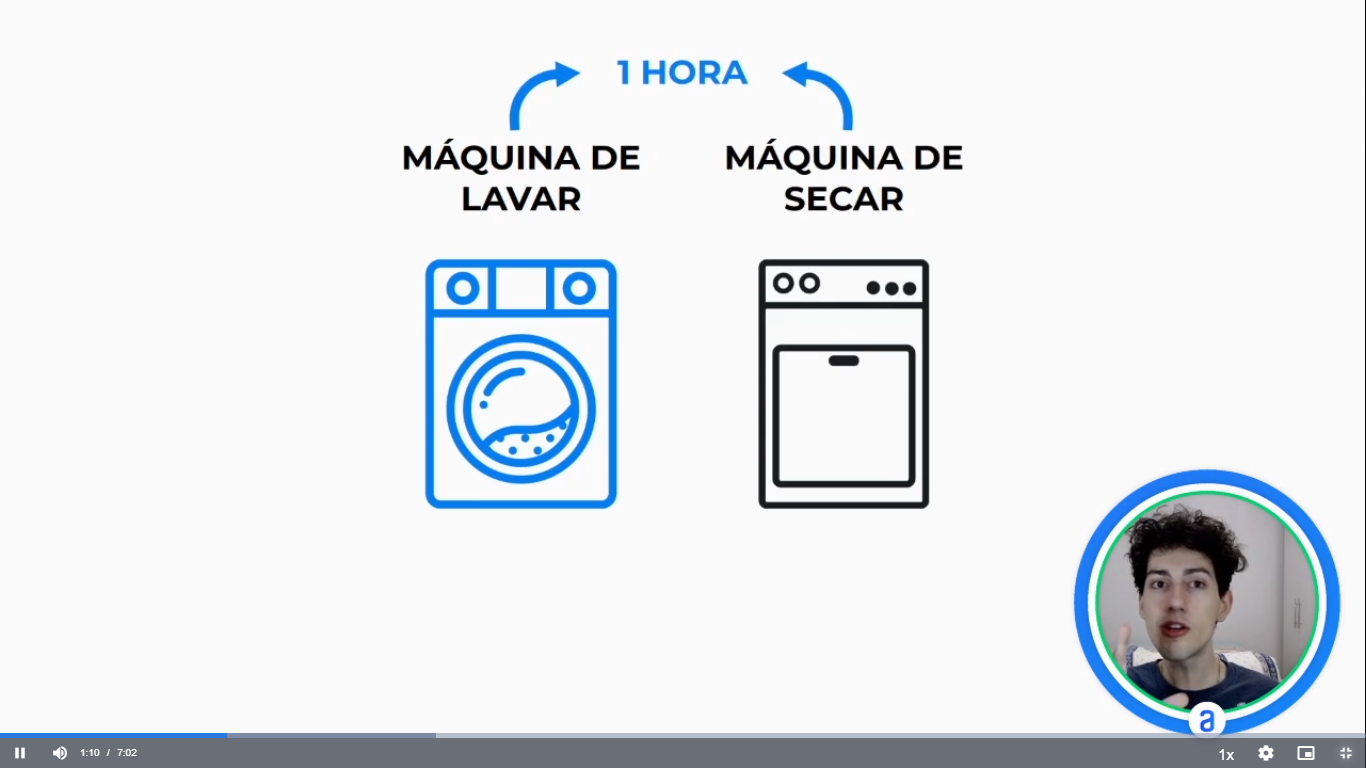 1 HORA
MÁQUINA DE
LAVAR
MÁQUINA DE
SECAR
a
1:10 / 7:02
1x